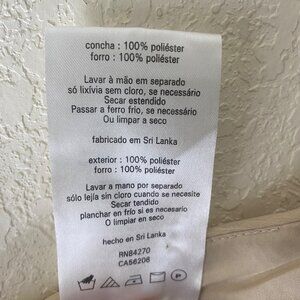 concha : 100% poliéster
forro : 100% poliéster
Lavar à mão em separado
só lixívia sem cloro, se necessário
Secar estendido
Passar a ferro frio, se necessário
Ou limpar a seco
fabricado em Sri Lanka
exterior : 100% poliéster
forro : 100% poliéster
Lavar a mano por separado
sólo lejía sin cloro cuando se necesite
Secar tendido
planchar en frío si es necesario
O limpiar en seco
hecho en Sri Lanka
RN84270
CA56206
P